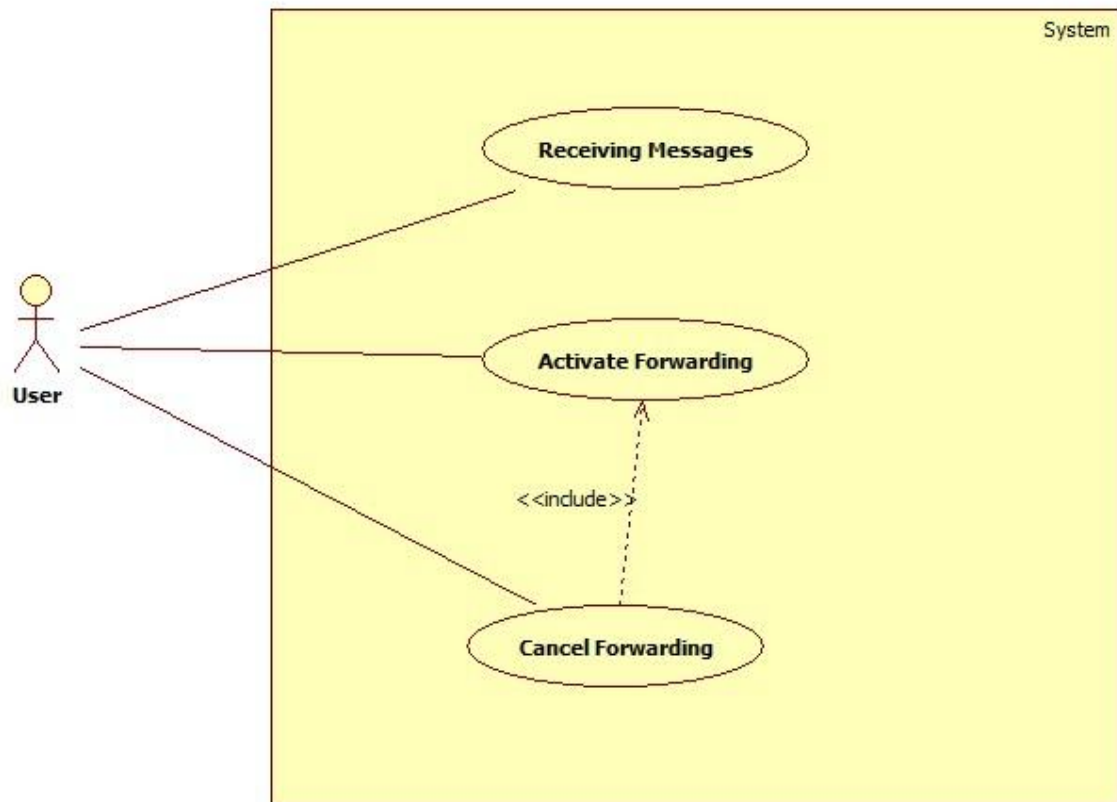 System
Receiving Messages
Activate Forwarding
User
<<include>>
Cancel Forwarding